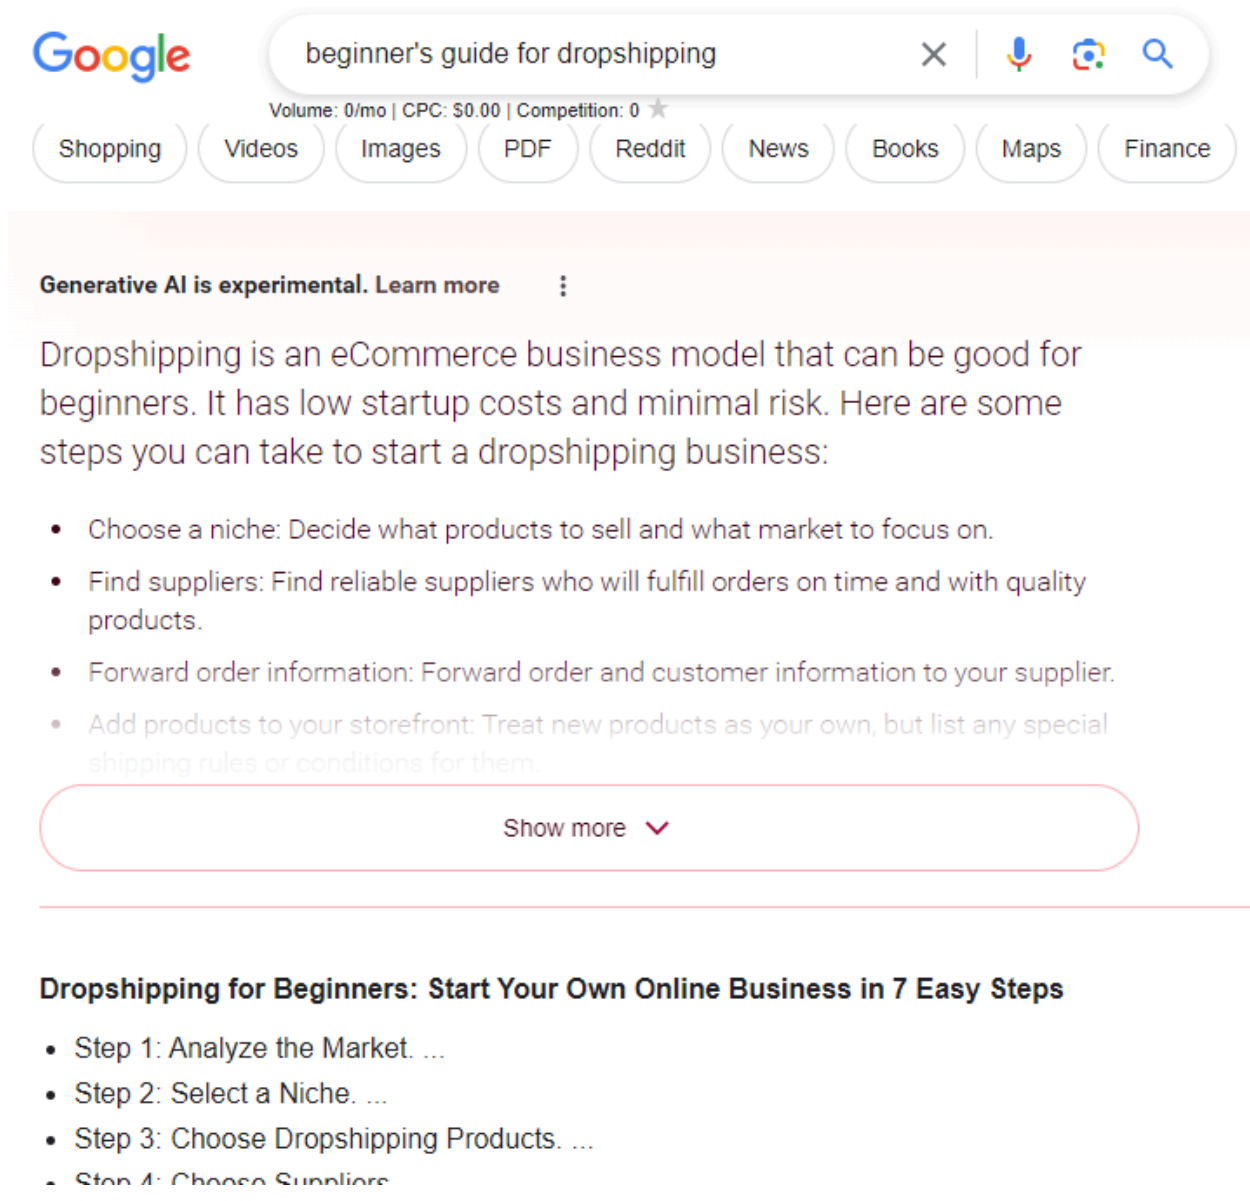 Google
beginner's guide for dropshipping
Volume: 0/mo | CPC: $0.00 | Competition: 0
Shopping Videos Images PDF Reddit News Books Maps Finance
Generative AI is experimental. Learn more
Dropshipping is an eCommerce business model that can be good for
beginners. It has low startup costs and minimal risk. Here are some
steps you can take to start a dropshipping business:
• Choose a niche: Decide what products to sell and what market to focus on.
• Find suppliers: Find reliable suppliers who will fulfill orders on time and with quality
products.
• Forward order information: Forward order and customer information to your supplier.
• Add products to your storefront: Treat new products as your own, but list any special
shipping rules or conditions for them.
Show more
Dropshipping for Beginners: Start Your Own Online Business in 7 Easy Steps
• Step 1: Analyze the Market. ...
• Step 2: Select a Niche. ...
• Step 3: Choose Dropshipping Products. ...
• Step 4: Choose Suppliers